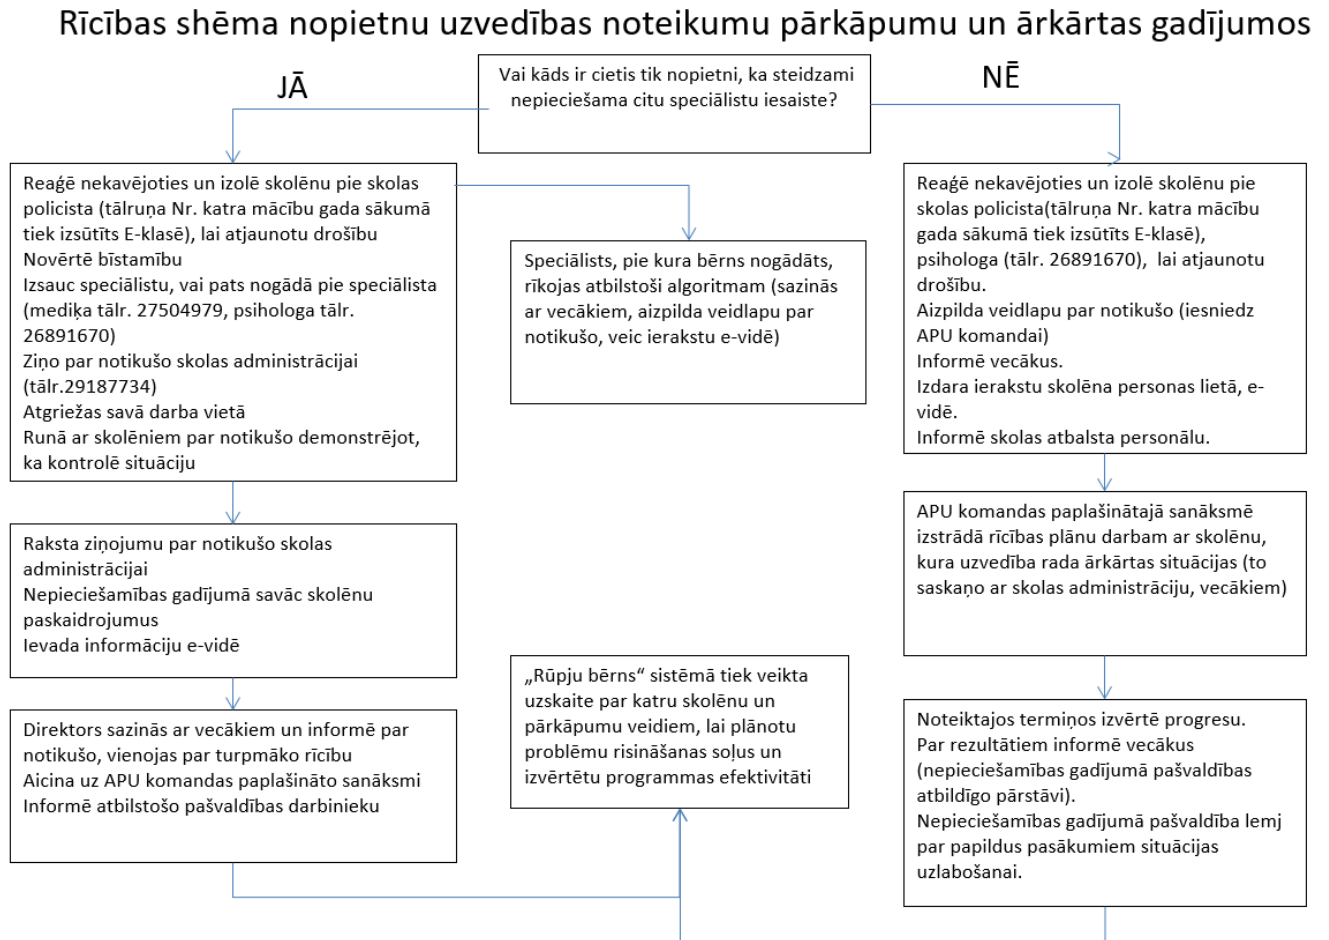 Rīcības shēma nopietnu uzvedības noteikumu pārkāpumu un ārkārtas gadījumos
JĀ
Vai kāds ir cietis tik nopietni, ka steidzami
nepieciešama citu speciālistu iesaiste?
NĒ
Reaģē nekavējoties un izolē skolēnu pie skolas
policista (tālruņa Nr. katra mācību gada sākumā
tiek izsūtīts E-klasē), lai atjaunotu drošību
Novērtē bīstamību
Izsauc speciālistu, vai pats nogādā pie speciālista
(mediķa tālr. 27504979, psihologa tālr.
26891670)
Ziņo par notikušo skolas administrācijai
(tālr.29187734)
Atgriežas savā darba vietā
Runā ar skolēniem par notikušo demonstrējot,
ka kontrolē situāciju
Speciālists, pie kura bērns nogādāts,
rīkojas atbilstoši algoritmam (sazinās
ar vecākiem, aizpilda veidlapu par
notikušo, veic ierakstu e-vidē)
Reaģē nekavējoties un izolē skolēnu pie
skolas policista(tālruņa Nr. katra mācību
gada sākumā tiek izsūtīts E-klasē),
psihologa (tālr. 26891670),  lai atjaunotu
drošību.
Aizpilda veidlapu par notikušo (iesniedz
APU komandai)
Informē vecākus.
Izdara ierakstu skolēna personas lietā, e-
vidē.
Informē skolas atbalsta personālu.
Raksta ziņojumu par notikušo skolas
administrācijai
Nepieciešamības gadījumā savāc skolēnu
paskaidrojumus
Ievada informāciju e-vidē
APU komandas paplašinātajā sanāksmē
izstrādā rīcības plānu darbam ar skolēnu,
kura uzvedība rada ārkārtas situācijas (to
saskaņo ar skolas administrāciju, vecākiem)
Direktors sazinās ar vecākiem un informē par
notikušo, vienojas par turpmāko rīcību
Aicina uz APU komandas paplašināto sanāksmi
Informē atbilstošo pašvaldības darbinieku
„Rūpju bērns“ sistēmā tiek veikta
uzskaite par katru skolēnu un
pārkāpumu veidiem, lai plānotu
problēmu risināšanas soļus un
izvērtētu programmas efektivitāti
Noteiktajos termiņos izvērtē progresu.
Par rezultātiem informē vecākus
(nepieciešamības gadījumā pašvaldības
atbildīgo pārstāvi).
Nepieciešamības gadījumā pašvaldība lemj
par papildus pasākumiem situācijas
uzlabošanai.